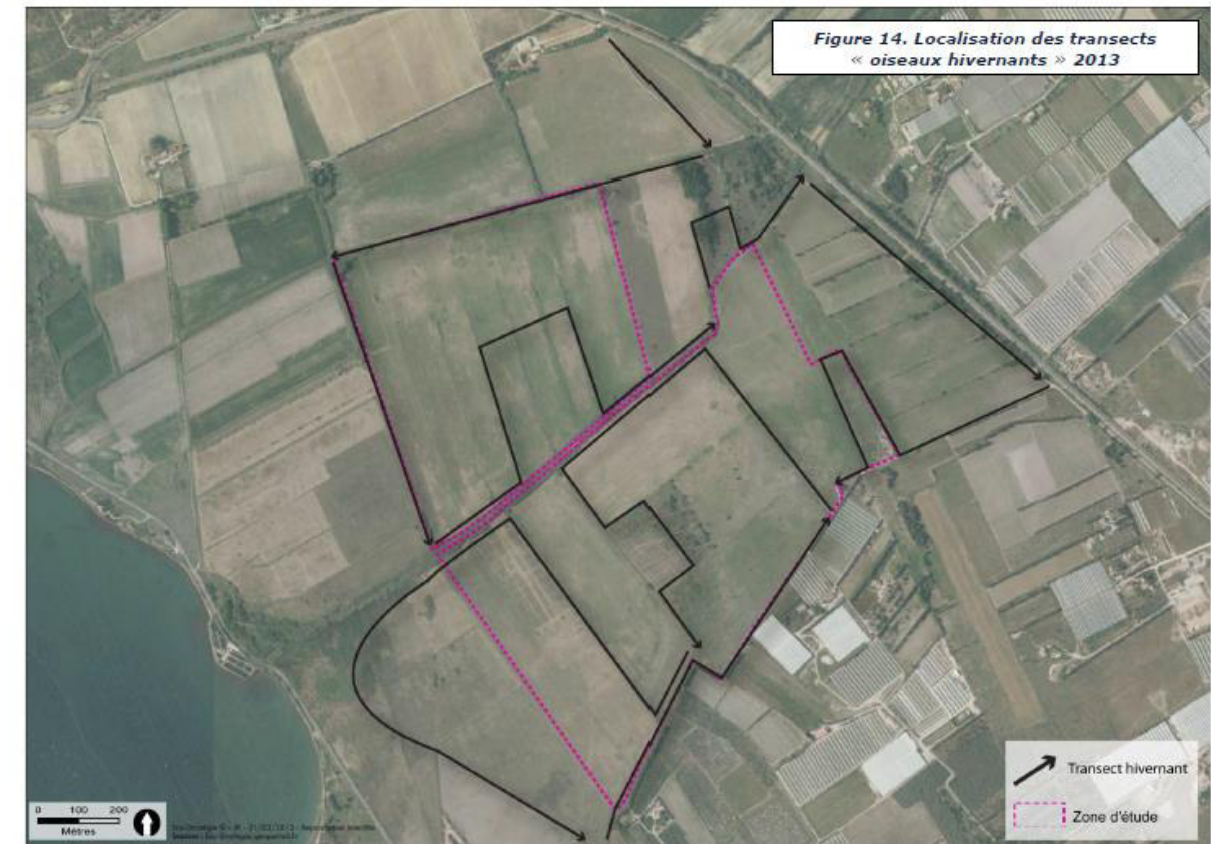 Figure 14. Localisation des transects
« oiseaux hivernants » 2013
Transect hivernant
Zone d'étude
0 100 200
Mètres